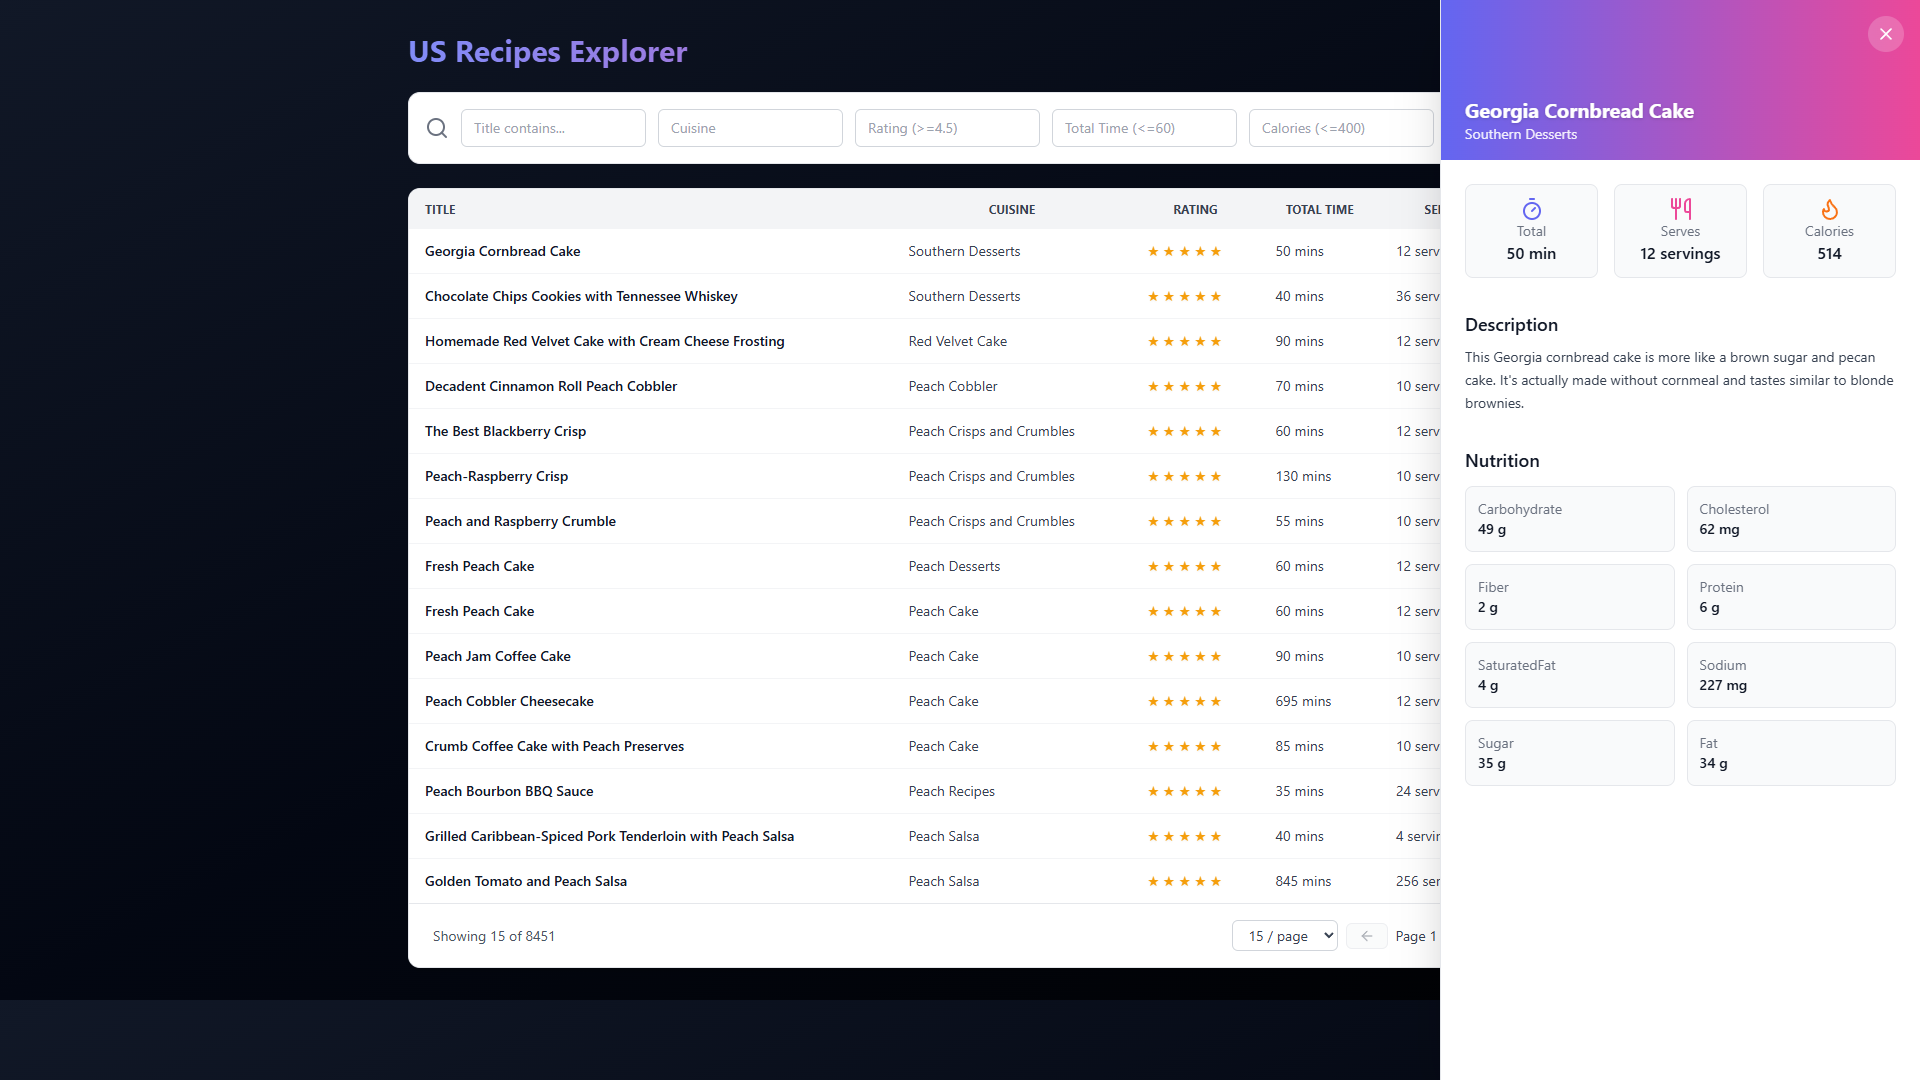 US Recipes Explorer
Title contains...
Cuisine
Rating (>=4.5)
Total Time (<=60)
Calories (<=400)
TITLE CUISINE RATING TOTAL TIME SE
Georgia Cornbread Cake Southern Desserts ★ ★ ★ ★ ★ 50 mins 12 serv
Chocolate Chips Cookies with Tennessee Whiskey Southern Desserts ★ ★ ★ ★ ★ 40 mins 36 serv
Homemade Red Velvet Cake with Cream Cheese Frosting Red Velvet Cake ★ ★ ★ ★ ★ 90 mins 12 serv
Decadent Cinnamon Roll Peach Cobbler Peach Cobbler ★ ★ ★ ★ ★ 70 mins 10 serv
The Best Blackberry Crisp Peach Crisps and Crumbles ★ ★ ★ ★ ★ 60 mins 12 serv
Peach-Raspberry Crisp Peach Crisps and Crumbles ★ ★ ★ ★ ★ 130 mins 10 serv
Peach and Raspberry Crumble Peach Crisps and Crumbles ★ ★ ★ ★ ★ 55 mins 10 serv
Fresh Peach Cake Peach Desserts ★ ★ ★ ★ ★ 60 mins 12 serv
Fresh Peach Cake Peach Cake ★ ★ ★ ★ ★ 60 mins 12 serv
Peach Jam Coffee Cake Peach Cake ★ ★ ★ ★ ★ 90 mins 10 serv
Peach Cobbler Cheesecake Peach Cake ★ ★ ★ ★ ★ 695 mins 12 serv
Crumb Coffee Cake with Peach Preserves Peach Cake ★ ★ ★ ★ ★ 85 mins 10 serv
Peach Bourbon BBQ Sauce Peach Recipes ★ ★ ★ ★ ★ 35 mins 24 serv
Grilled Caribbean-Spiced Pork Tenderloin with Peach Salsa Peach Salsa ★ ★ ★ ★ ★ 40 mins 4 servin
Golden Tomato and Peach Salsa Peach Salsa ★ ★ ★ ★ ★ 845 mins 256 ser
Showing 15 of 8451 15 / page Page 1
Georgia Cornbread Cake
Southern Desserts
Total
50 min
Serves
12 servings
Calories
514
Description
This Georgia cornbread cake is more like a brown sugar and pecan
cake. It's actually made without cornmeal and tastes similar to blonde
brownies.
Nutrition
Carbohydrate
49 g
Cholesterol
62 mg
Fiber
2 g
Protein
6 g
SaturatedFat
4 g
Sodium
227 mg
Sugar
35 g
Fat
34 g